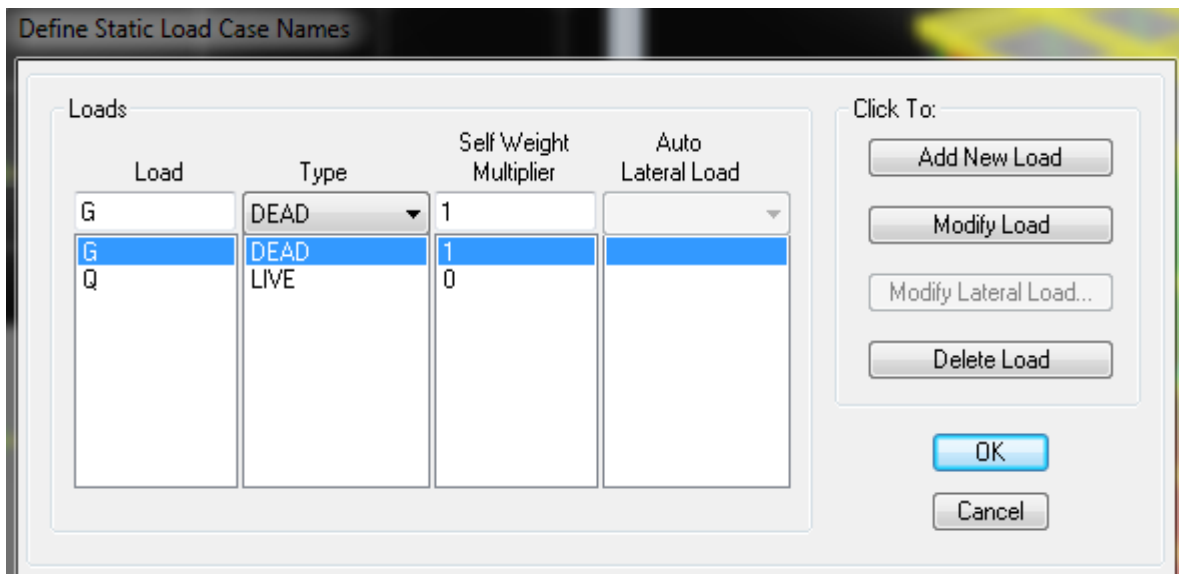 Define Static Load Case Names
Loads
Load Type Self Weight Multiplier Auto Lateral Load
G DEAD 1
G DEAD 1
Q LIVE 0
Click To:
Add New Load
Modify Load
Modify Lateral Load...
Delete Load
OK
Cancel